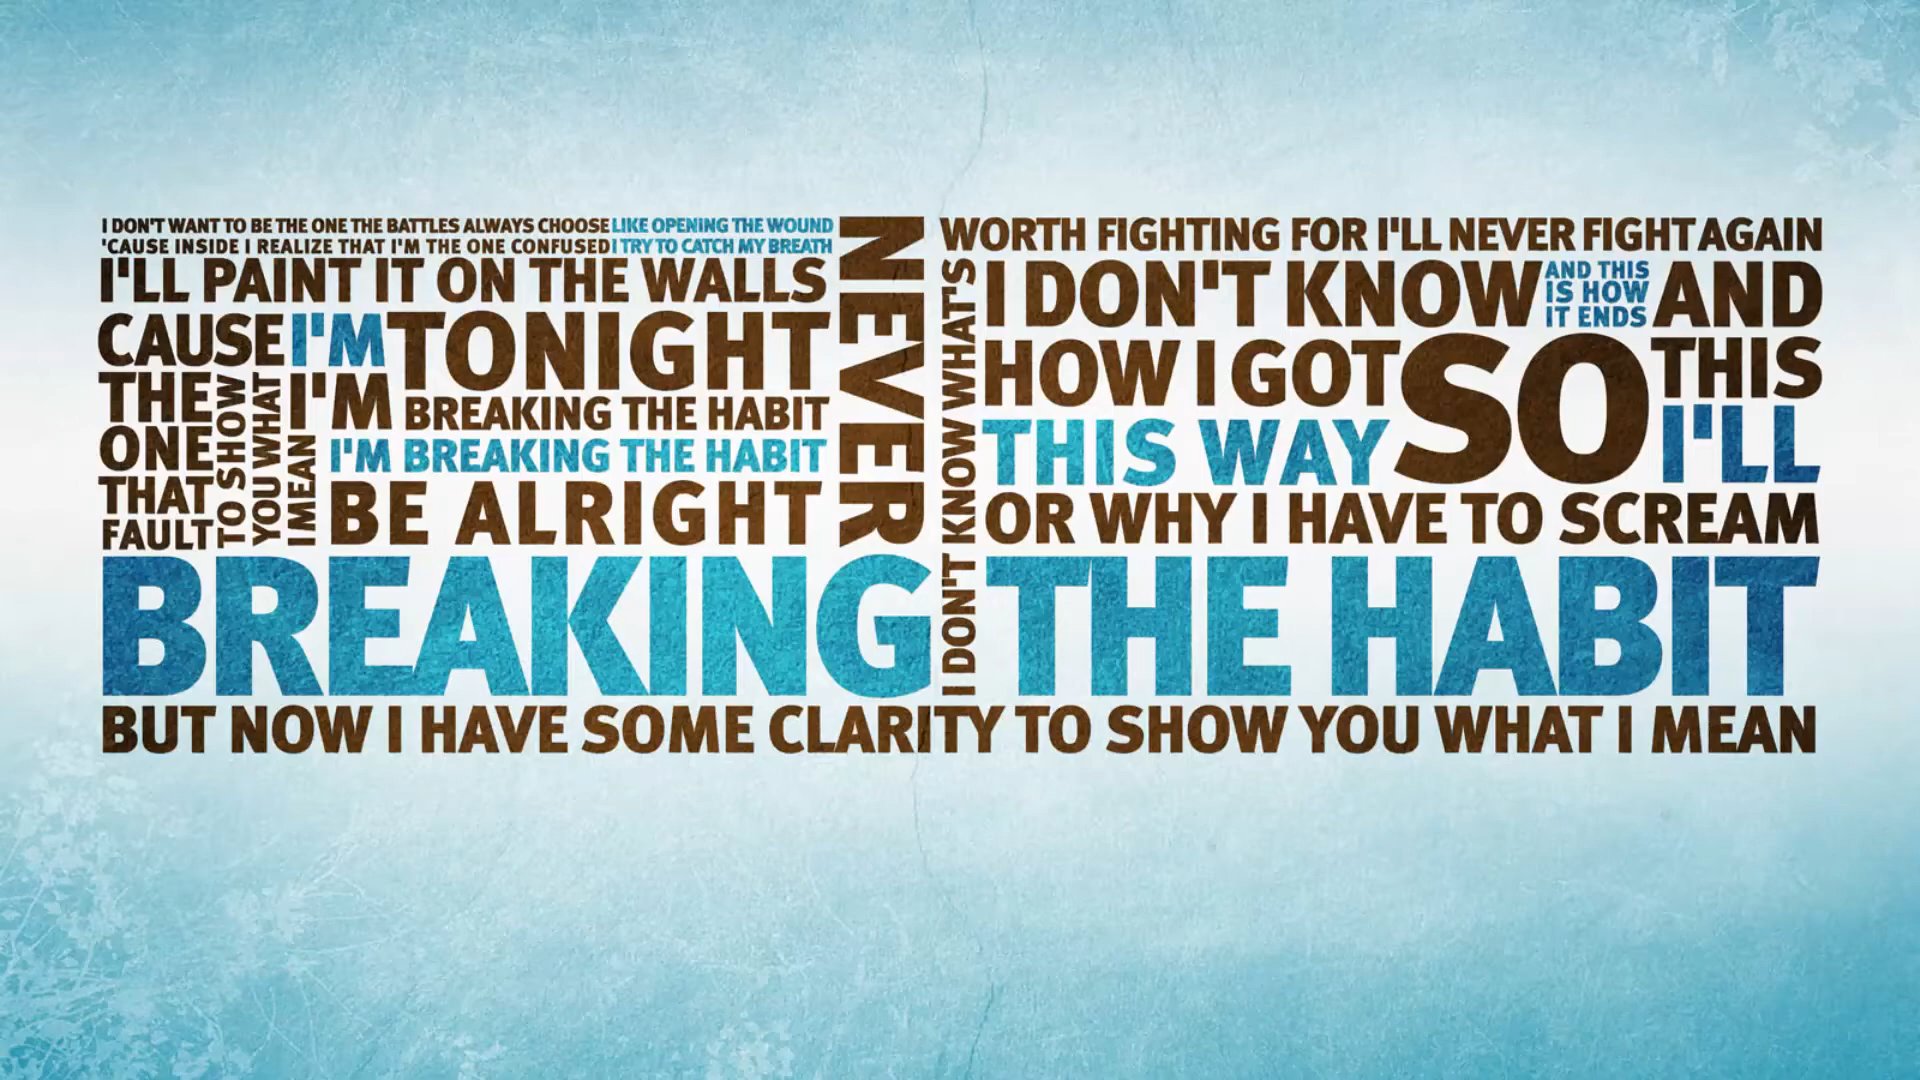 I DON'T WANT TO BE THE ONE THE BATTLES ALWAYS CHOOSE LIKE OPENING THE WOUND
'CAUSE INSIDE I REALIZE THAT I'M THE ONE CONFUSED I TRY TO CATCH MY BREATH
I'LL PAINT IT ON THE WALLS
CAUSE I'M TONIGHT
THE
ONE
THAT
FAULT
TO SHOW
YOU WHAT
I MEAN
I'M BREAKING THE HABIT
I'M BREAKING THE HABIT
BE ALRIGHT
NEVER
I DON'T KNOW WHAT'S
WORTH FIGHTING FOR I'LL NEVER FIGHT AGAIN
I DON'T KNOW
AND THIS
IS HOW
IT ENDS
AND
HOW I GOT
SO
THIS
THIS WAY
I'LL
OR WHY I HAVE TO SCREAM
BREAKING THE HABIT
BUT NOW I HAVE SOME CLARITY TO SHOW YOU WHAT I MEAN